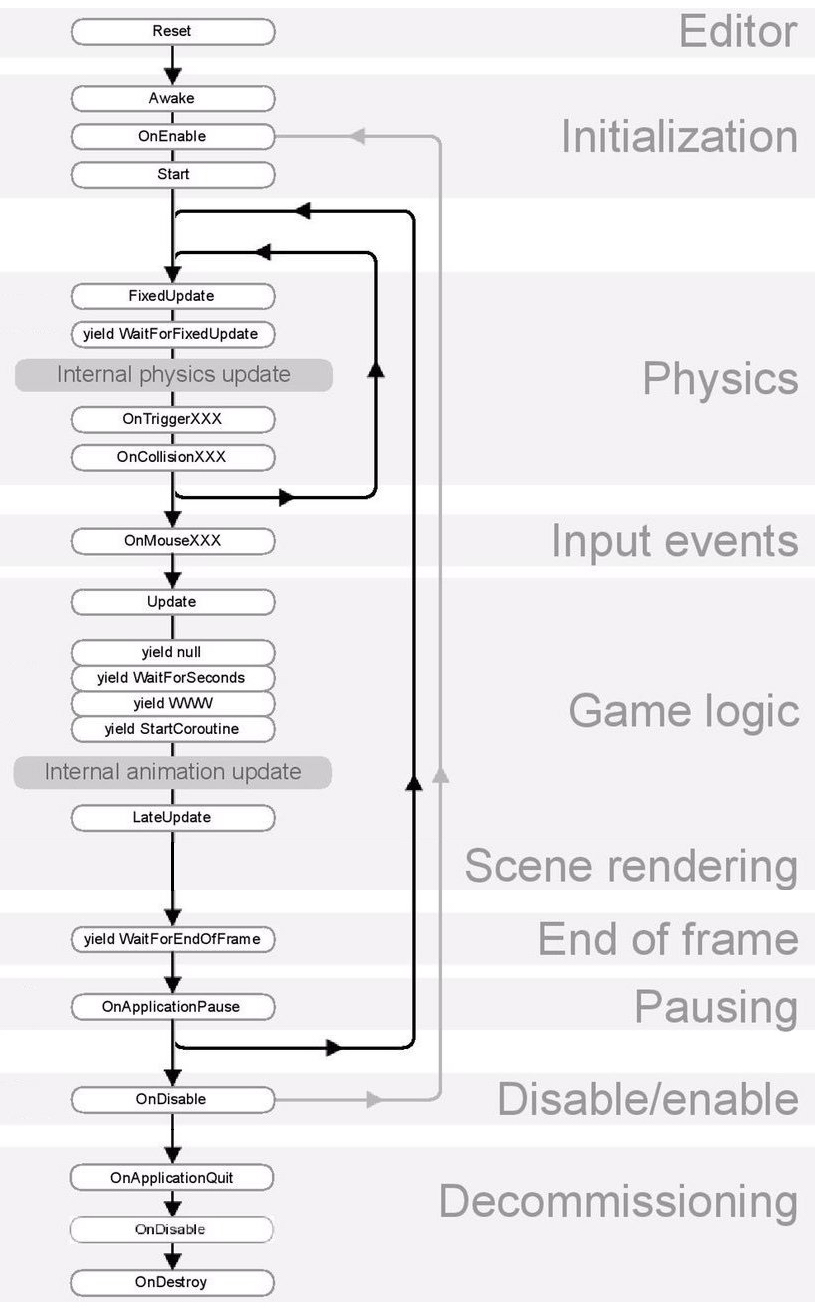 Reset
Editor
Awake
OnEnable
Initialization
Start
FixedUpdate
yield WaitForFixedUpdate
Internal physics update
Physics
OnTriggerXXX
OnCollisionXXX
OnMouseXXX
Input events
Update
yield null
yield WaitForSeconds
yield WWW
Game logic
yield StartCoroutine
Internal animation update
LateUpdate
Scene rendering
yield WaitForEndOfFrame
End of frame
OnApplicationPause
Pausing
OnDisable
Disable/enable
OnApplicationQuit
Decommissioning
OnDisable
OnDestroy